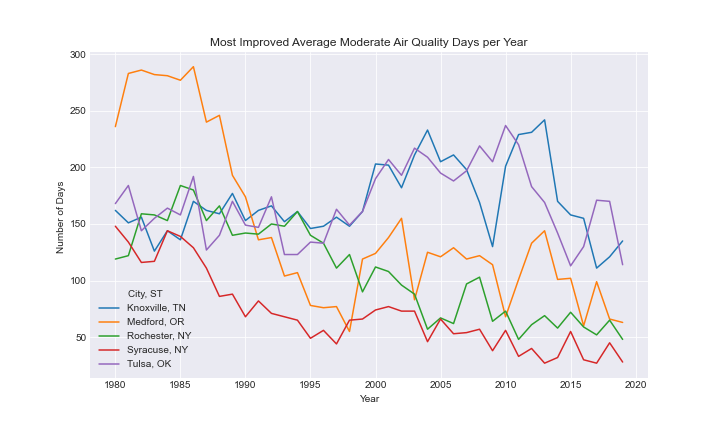 Most Improved Average Moderate Air Quality Days per Year
300
250
200
150
100
50
Number of Days
City, ST
Knoxville, TN
Medford, OR
Rochester, NY
Syracuse, NY
Tulsa, OK
1980 1985 1990 1995 2000 2005 2010 2015 2020
Year